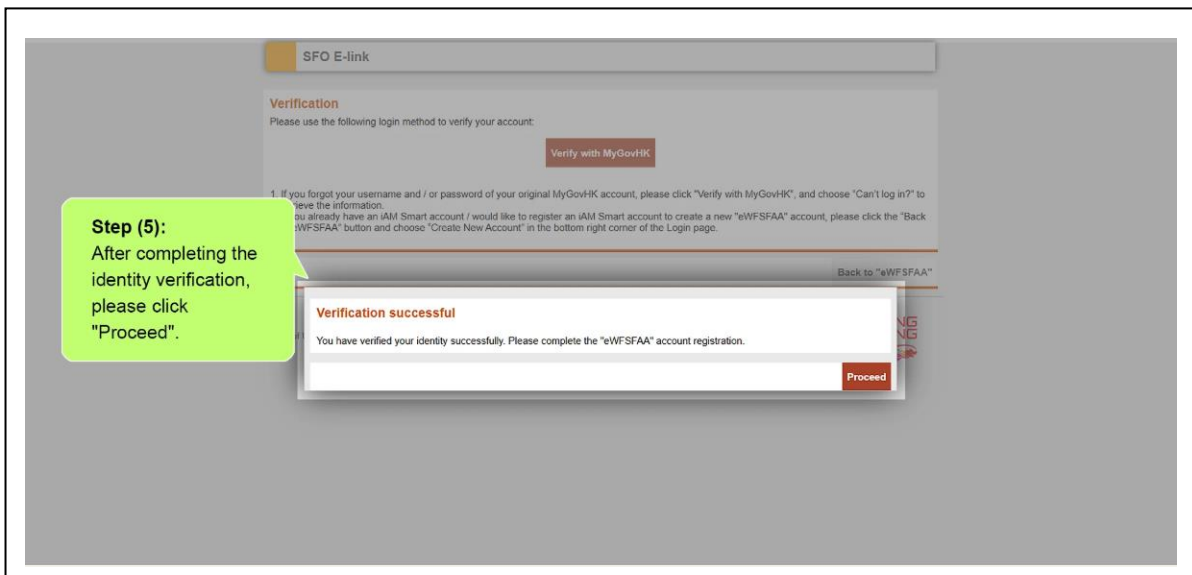 SFO E-link
Verification
Please use the following login method to verify your account:
Verify with MyGovHK
1. If you forgot your username and / or password of your original MyGovHK account, please click "Verify with MyGovHK", and choose "Can't log in?" to
the information.
already have an iAM Smart account / would like to register an iAM Smart account to create a new "eWFSFAA" account, please click the "Back
button and choose "Create New Account" in the bottom right corner of the Login page.
Step (5):
After completing the
identity verification,
please click
"Proceed".
Back to "eWFSFAA"
Verification successful
You have verified your identity successfully. Please complete the "eWFSFAA" account registration.
Proceed